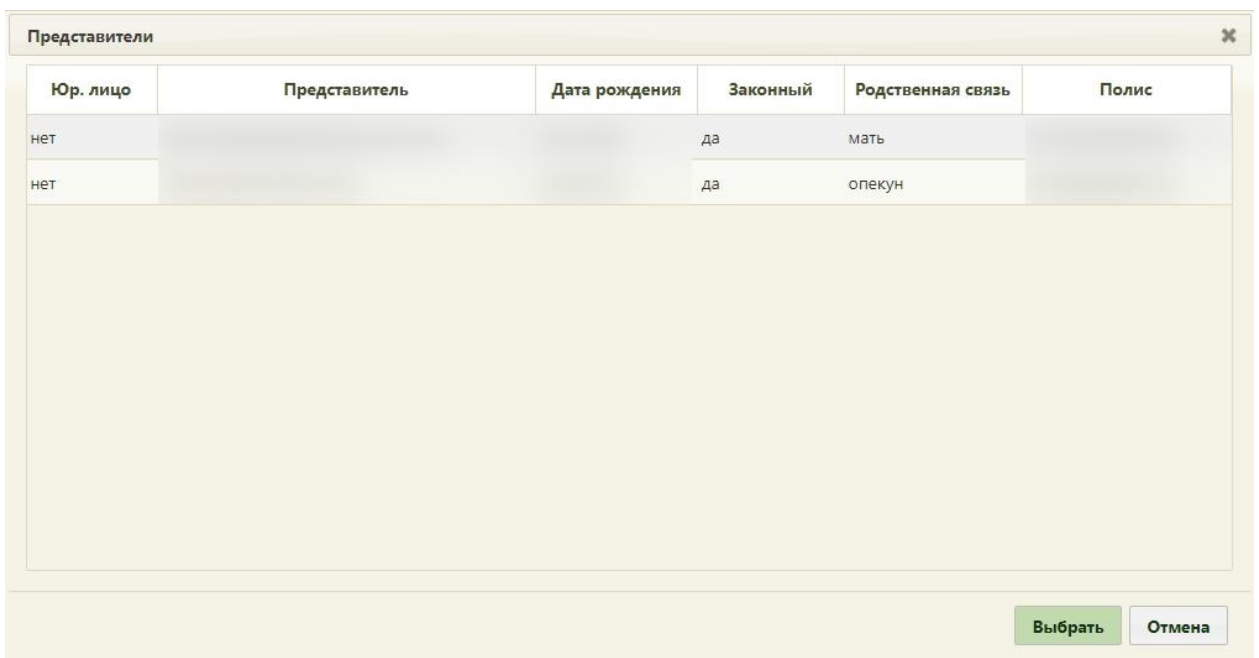 Представители
Юр. лицо Представитель Дата рождения Законный Родственная связь Полис
нет да мать
нет да опекун
Выбрать Отмена